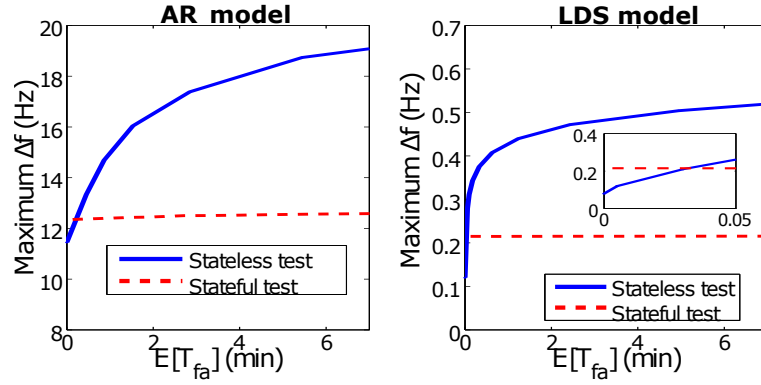 AR model
Maximum Δf (Hz)
20
18
16
14
12
10
8
0 2 4 6
E[Tfa] (min)
Stateless test
Stateful test
LDS model
Maximum Δf (Hz)
0.7
0.6
0.5
0.4
0.3
0.2
0.1
0
0 2 4 6
E[Tfa] (min)
0.4
0.2
0
0 0.05
Stateless test
Stateful test